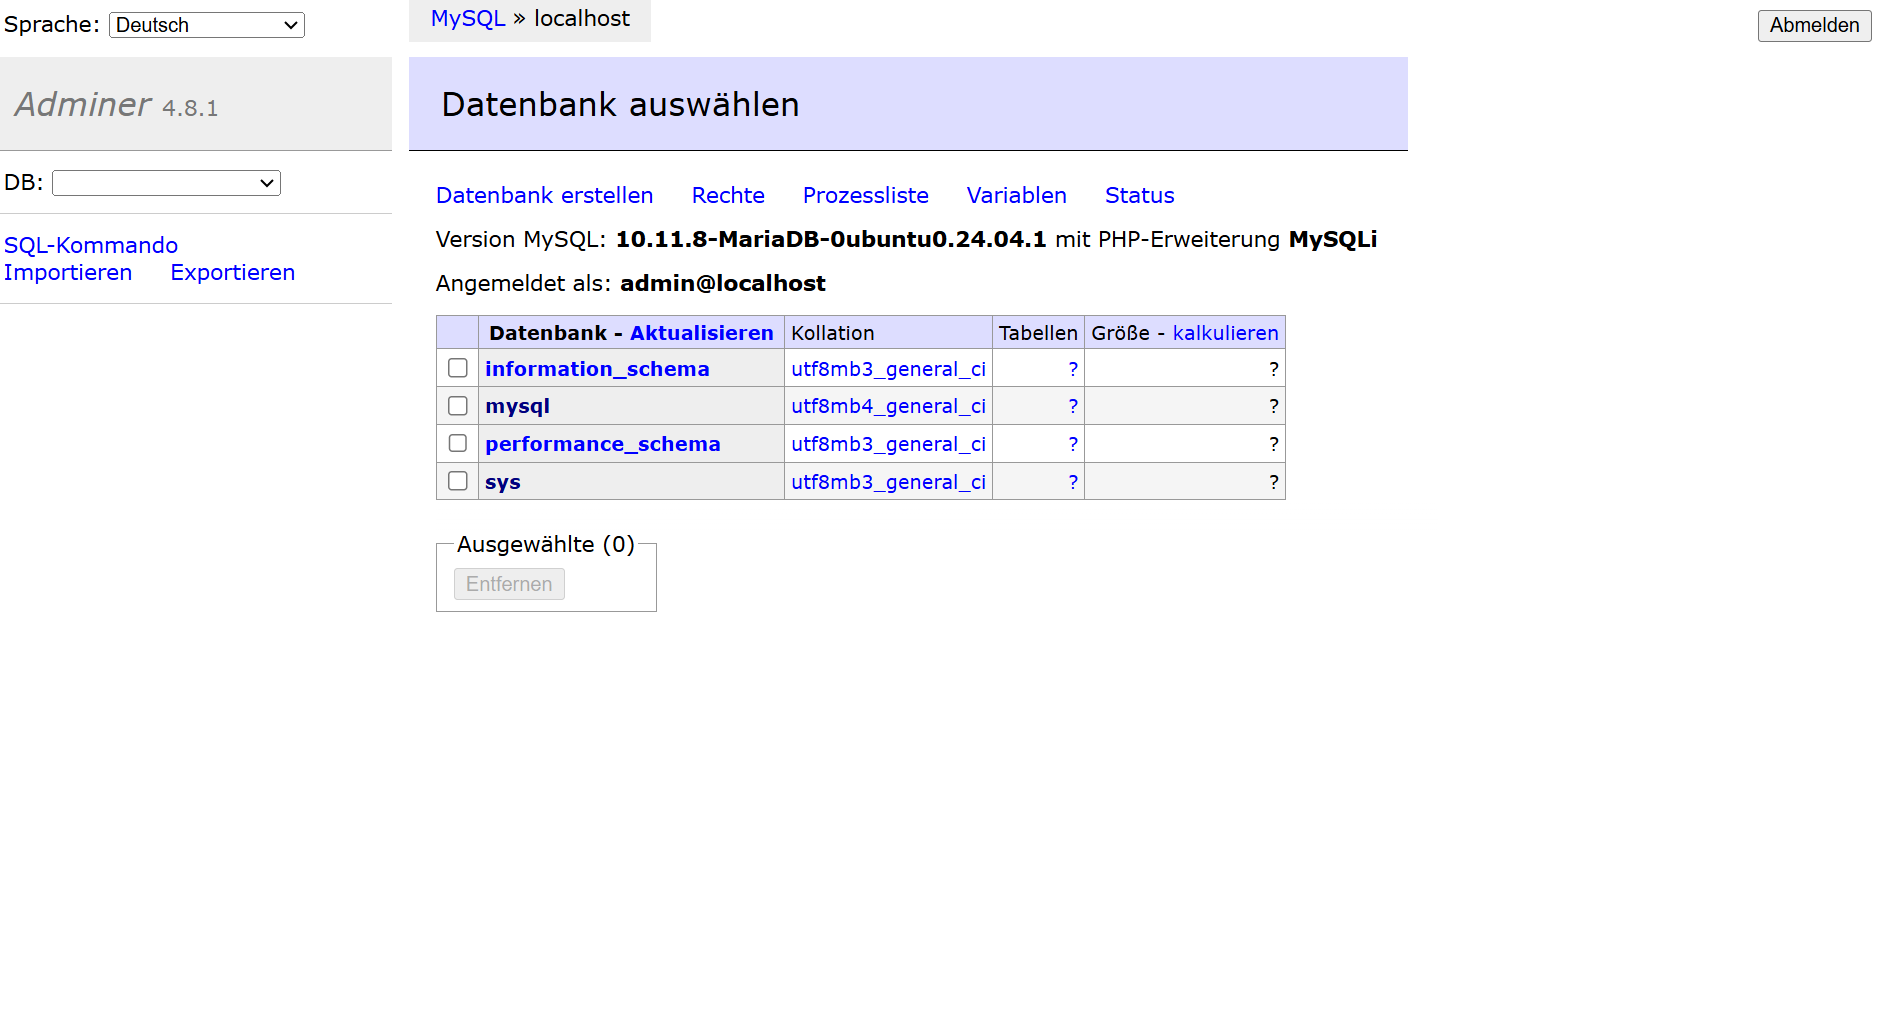 Sprache: Deutsch
MySQL » localhost
Abmelden
Adminer 4.8.1
Datenbank auswählen
DB:
SQL-Kommando
Importieren Exportieren
Datenbank erstellen Rechte Prozessliste Variablen Status
Version MySQL: 10.11.8-MariaDB-0ubuntu0.24.04.1 mit PHP-Erweiterung MySQLi
Angemeldet als: admin@localhost
Datenbank - Aktualisieren Kollation Tabellen Größe - kalkulieren
information_schema utf8mb3_general_ci ? ?
mysql utf8mb4_general_ci ? ?
performance_schema utf8mb3_general_ci ? ?
sys utf8mb3_general_ci ? ?
Ausgewählte (0)
Entfernen